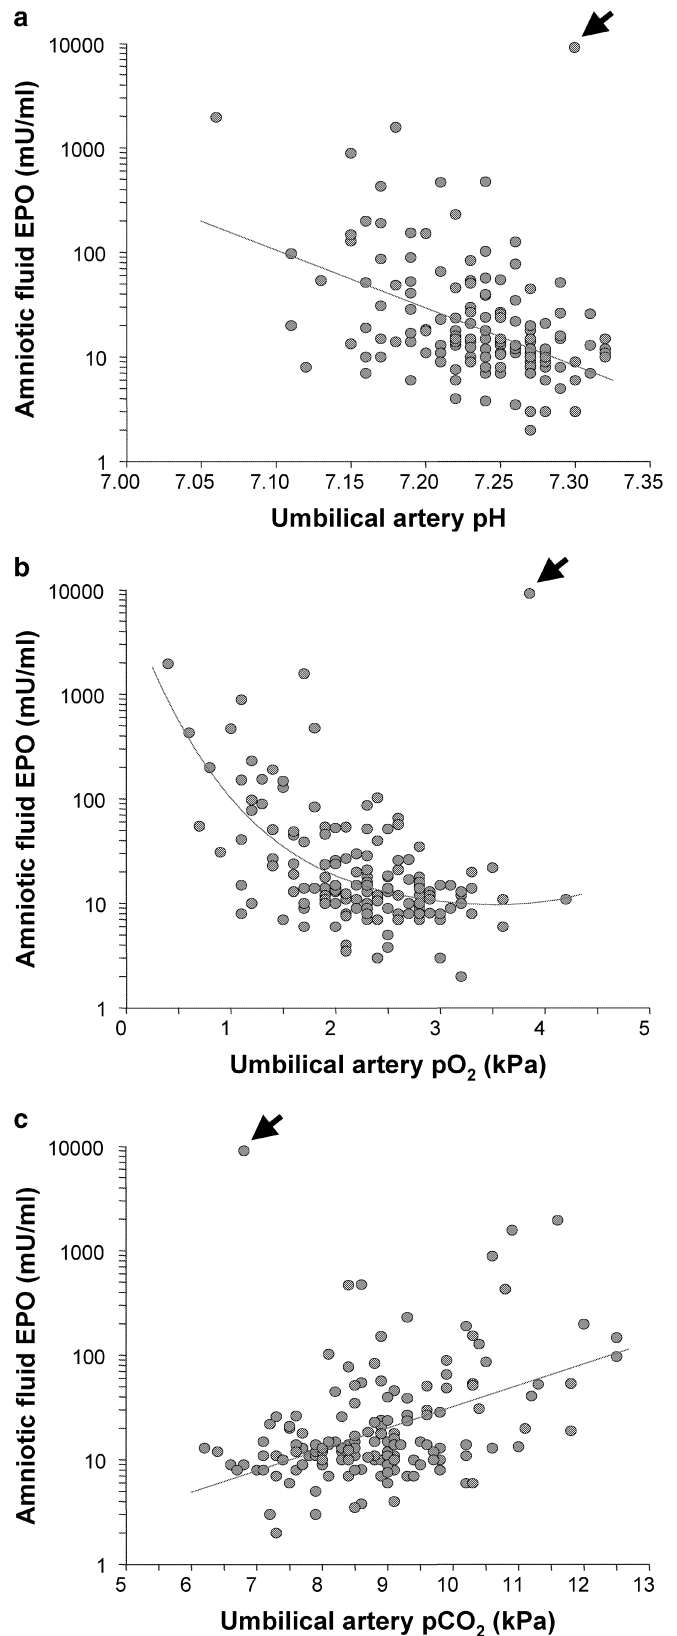 a
Amniotic fluid EPO (mU/ml)
10000
1000
100
10
1
7.00 7.05 7.10 7.15 7.20 7.25 7.30 7.35
Umbilical artery pH
b
Amniotic fluid EPO (mU/ml)
10000
1000
100
10
1
0 1 2 3 4 5
Umbilical artery pO2 (kPa)
c
Amniotic fluid EPO (mU/ml)
10000
1000
100
10
1
5 6 7 8 9 10 11 12 13
Umbilical artery pCO2 (kPa)